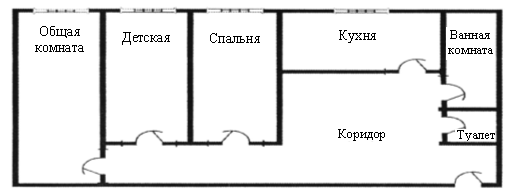 Общая
комната
Детская
Спальня
Кухня
Ванная
комната
Коридор
Туалет